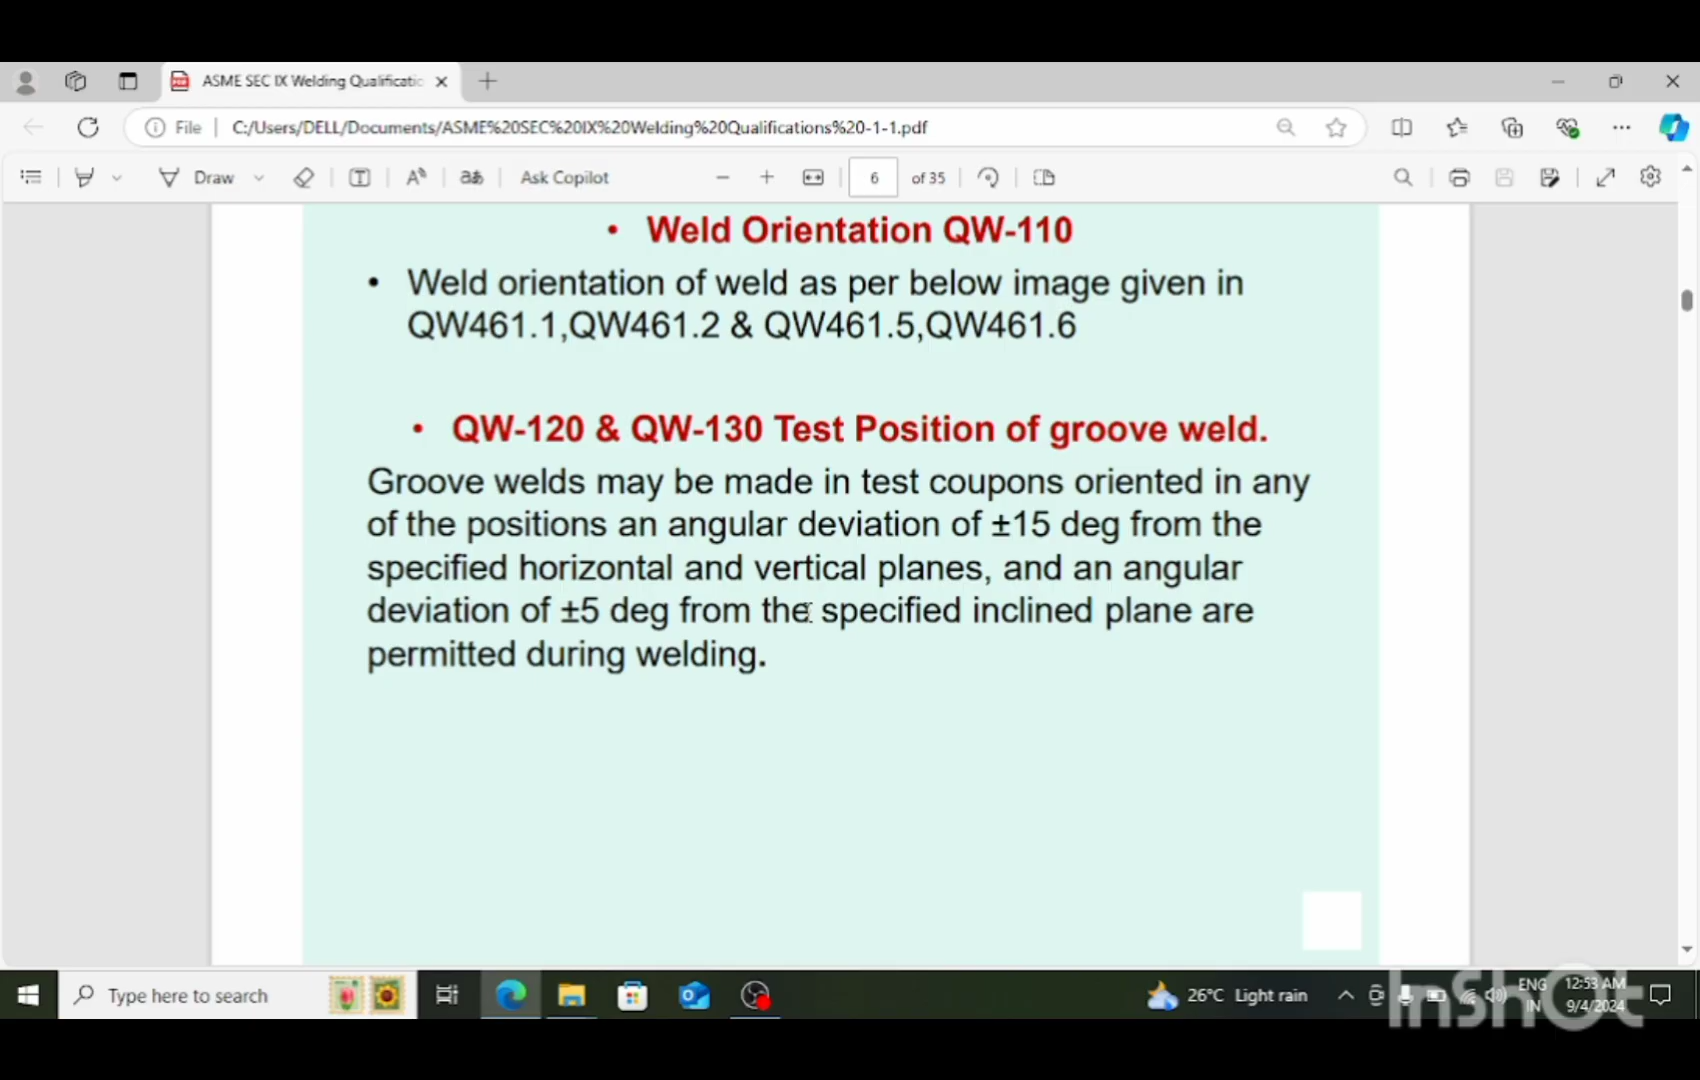 ASME SEC IX Welding Qualificatio
File
C:/Users/DELL/Documents/ASME%20SEC%20IX%20Welding%20Qualifications%20-1-1.pdf
Draw
Ask Copilot
6 of 35
• Weld Orientation QW-110
• Weld orientation of weld as per below image given in
QW461.1,QW461.2 & QW461.5,QW461.6
• QW-120 & QW-130 Test Position of groove weld.
Groove welds may be made in test coupons oriented in any
of the positions an angular deviation of ±15 deg from the
specified horizontal and vertical planes, and an angular
deviation of ±5 deg from the specified inclined plane are
permitted during welding.
Type here to search
26°C Light rain
ENG
IN
12:53 AM
9/4/2024
InShOt